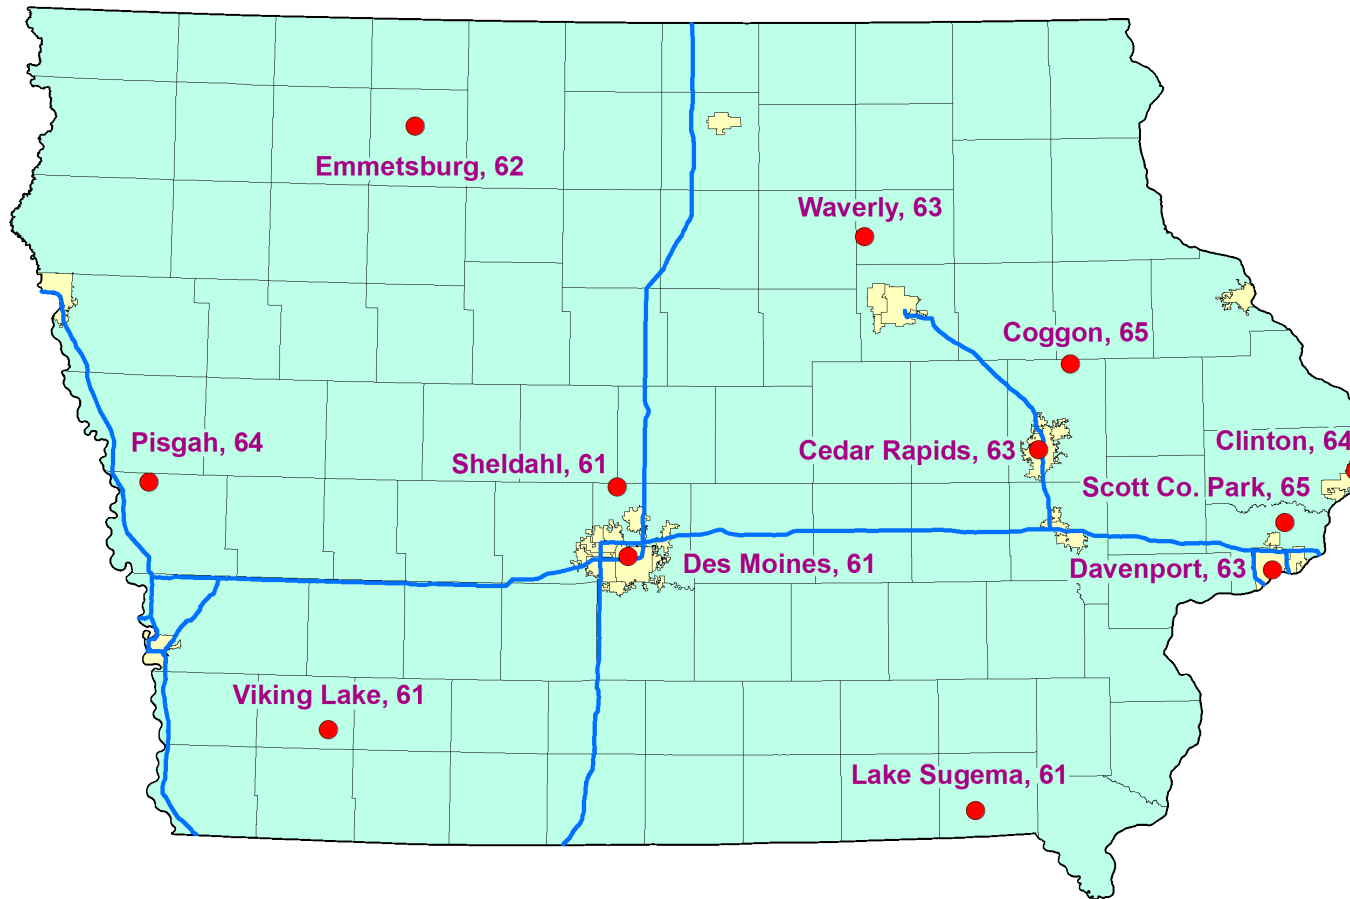 Emmetsburg, 62
Waverly, 63
Coggon, 65
Pisgah, 64
Clinton, 64
Cedar Rapids, 63
Sheldahl, 61
Scott Co. Park, 65
Des Moines, 61
Davenport, 63
Viking Lake, 61
Lake Sugema, 61